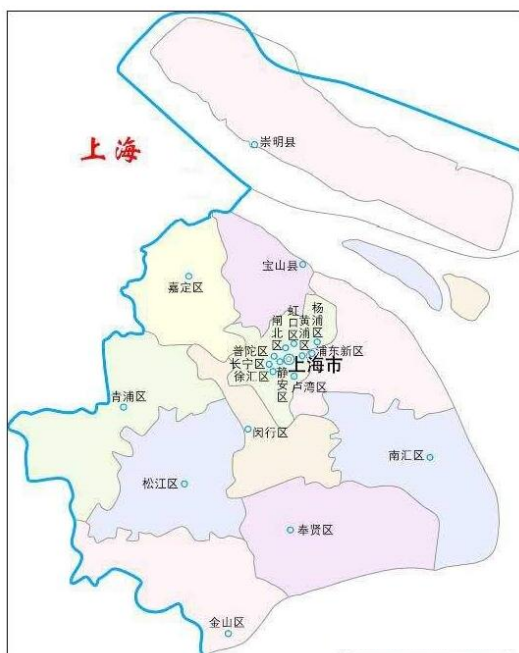 崇明县
上海
宝山县
嘉定区
杨浦区
虹口区
黄浦区
闸北区
浦东新区
普陀区
上海市
长宁区
徐汇区
静安区
卢湾区
青浦区
闵行区
南汇区
松江区
奉贤区
金山区